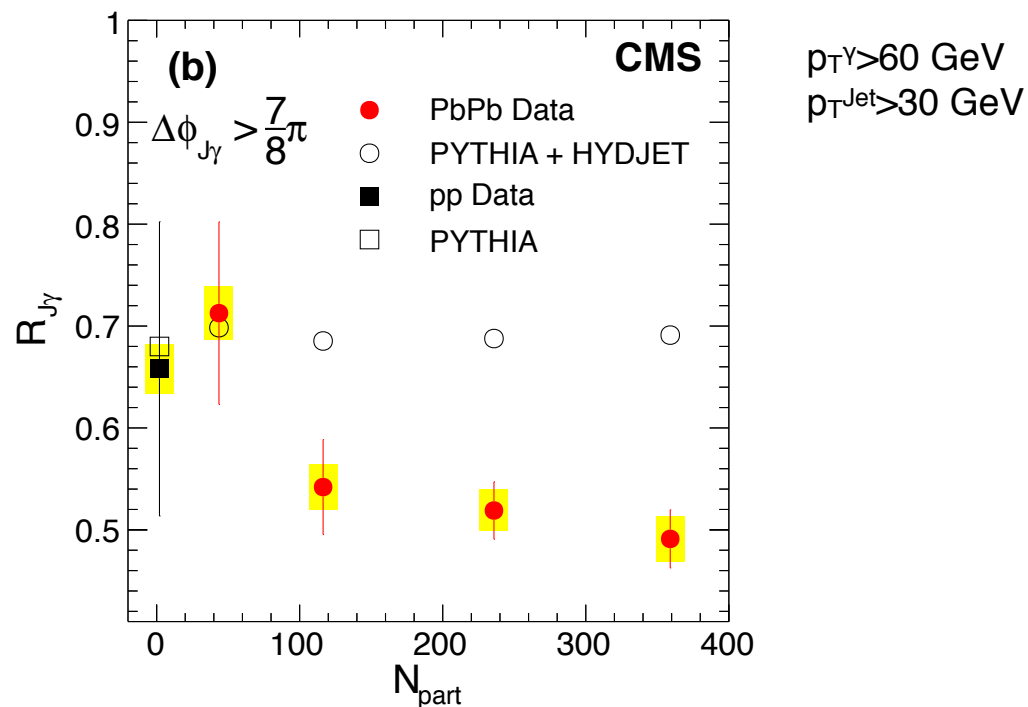 (b)
CMS
Δϕ_Jγ > 7/8 π
PbPb Data
PYTHIA + HYDJET
pp Data
PYTHIA
p_T^γ>60 GeV
p_T^Jet>30 GeV
R_Jγ
1
0.9
0.8
0.7
0.6
0.5
0
100
200
300
400
N_part